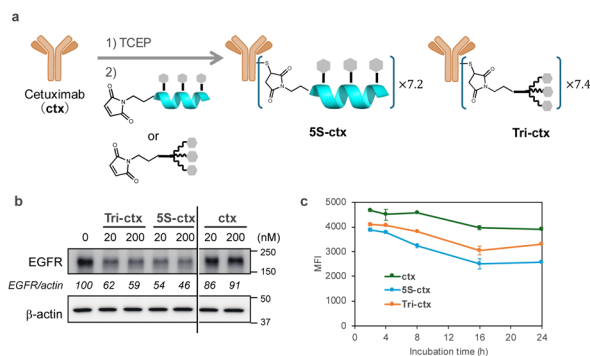 a
1) TCEP
2)
Cetuximab
(ctx)
or
S
O
N
O
×7.2
5S-ctx
S
O
N
O
×7.4
Tri-ctx
O
N
O
O
N
O
b
Tri-ctx 5S-ctx ctx
0 20 200 20 200 20 200 (nM)
EGFR
250
150
EGFR/actin 100 62 59 54 46 86 91
β-actin
50
37
c
MFI
5000
4000
3000
2000
1000
0
ctx
5S-ctx
Tri-ctx
0 4 8 12 16 20 24
Incubation time (h)